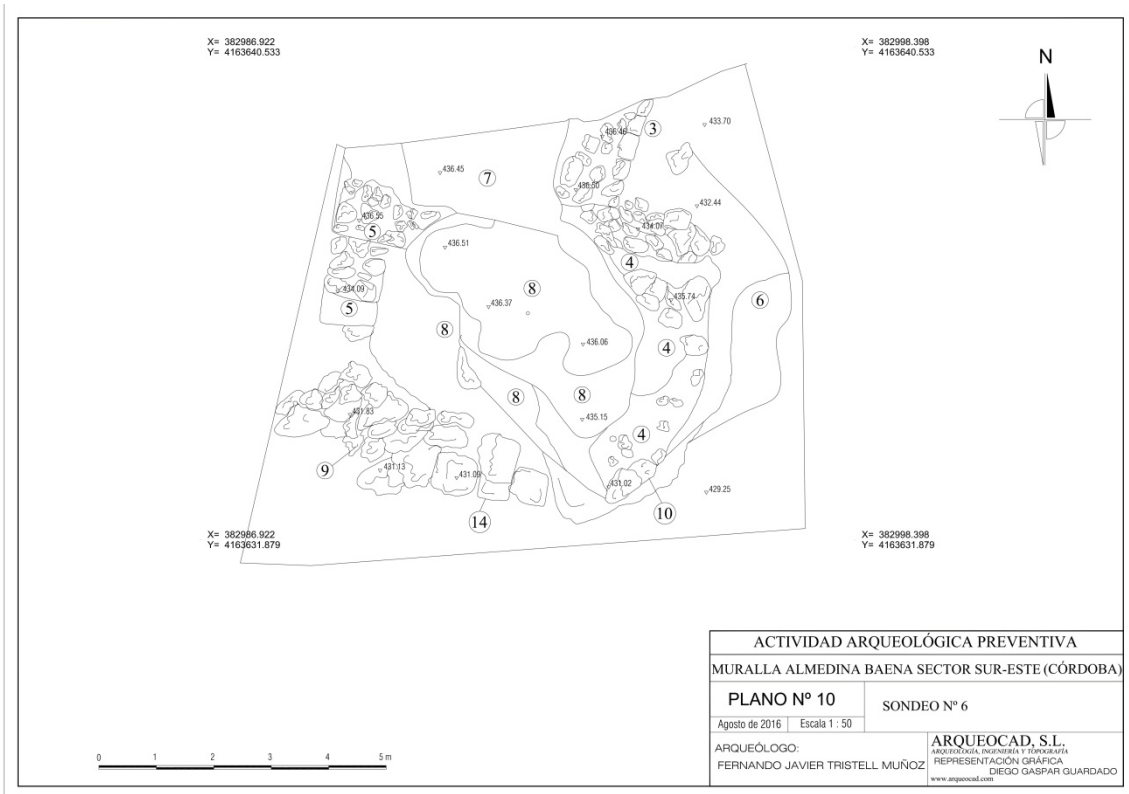 X= 382986.922
Y= 4163640.533
X= 382998.398
Y= 4163640.533
N
3
433.70
436.46
436.45
7
436.50
432.44
436.55
5
434.07
436.51
4
434.09
8
435.74
6
436.37
5
8
436.06
4
8
8
435.15
431.83
4
9
431.13
431.09
431.02
429.25
10
14
X= 382986.922
Y= 4163631.879
X= 382998.398
Y= 4163631.879
ACTIVIDAD ARQUEOLÓGICA PREVENTIVA
MURALLA ALMEDINA BAENA SECTOR SUR-ESTE (CÓRDOBA)
PLANO Nº 10
SONDEO Nº 6
Agosto de 2016
Escala 1 : 50
ARQUEÓLOGO:
FERNANDO JAVIER TRISTELL MUÑOZ
ARQUEOCAD, S.L.
ARQUEOLOGÍA, INGENIERÍA Y TOPOGRAFÍA
REPRESENTACIÓN GRÁFICA
DIEGO GASPAR GUARDADO
www.arqueocad.com
0 1 2 3 4 5 m